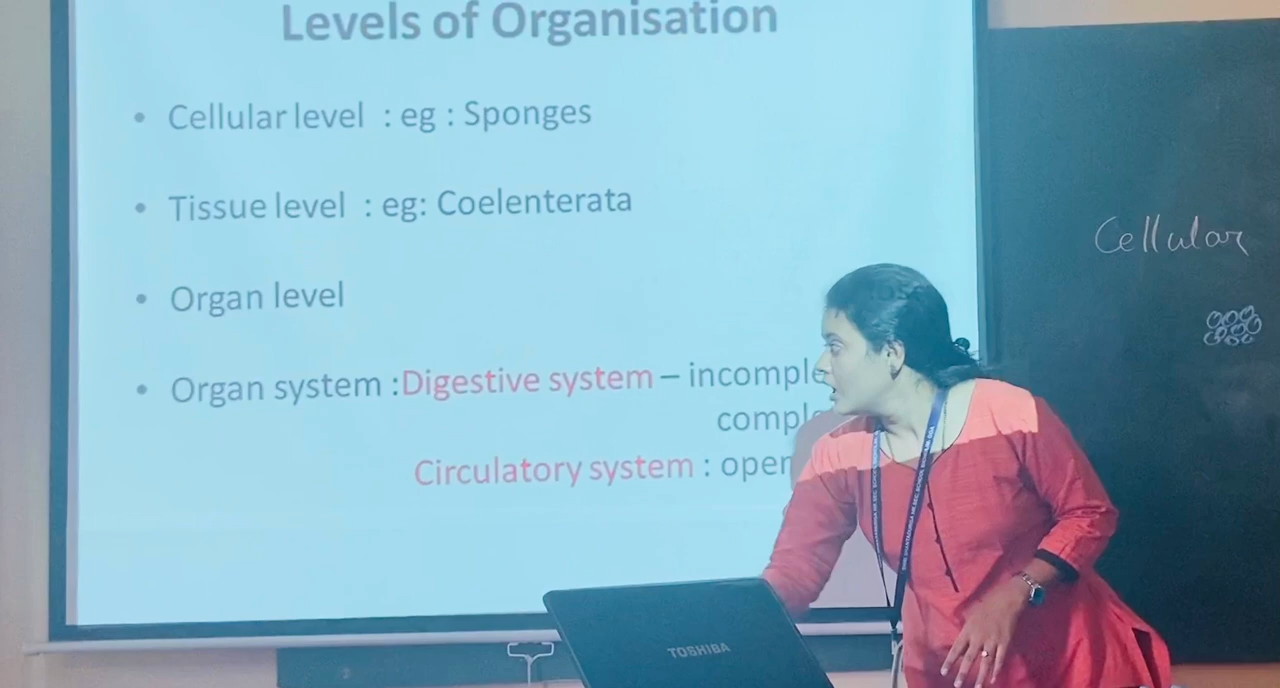 Levels of Organisation
• Cellular level : eg : Sponges
• Tissue level : eg: Coelenterata
• Organ level
• Organ system :Digestive system – incomple
comple
Circulatory system : open
Cellular
TOSHIBA